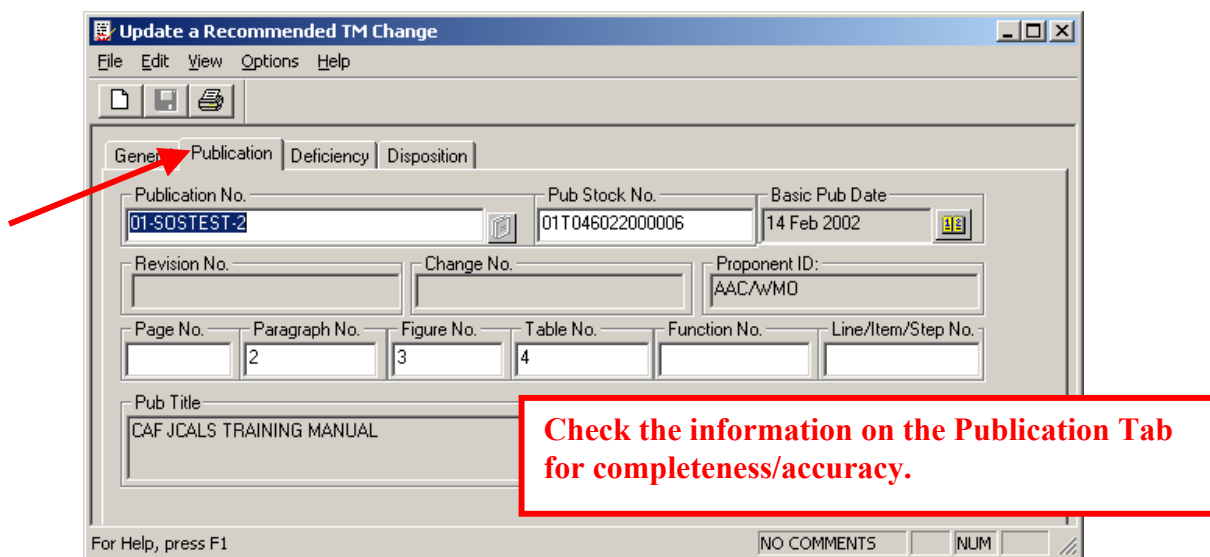 Update a Recommended TM Change
File Edit View Options Help
General Publication Deficiency Disposition
Publication No. Pub Stock No. Basic Pub Date
01-SOSTEST-2 01T046022000006 14 Feb 2002
Revision No. Change No. Proponent ID:
AAC/WMO
Page No. Paragraph No. Figure No. Table No. Function No. Line/Item/Step No.
2 3 4
Pub Title
CAF JCALS TRAINING MANUAL
Check the information on the Publication Tab
for completeness/accuracy.
For Help, press F1 NO COMMENTS NUM